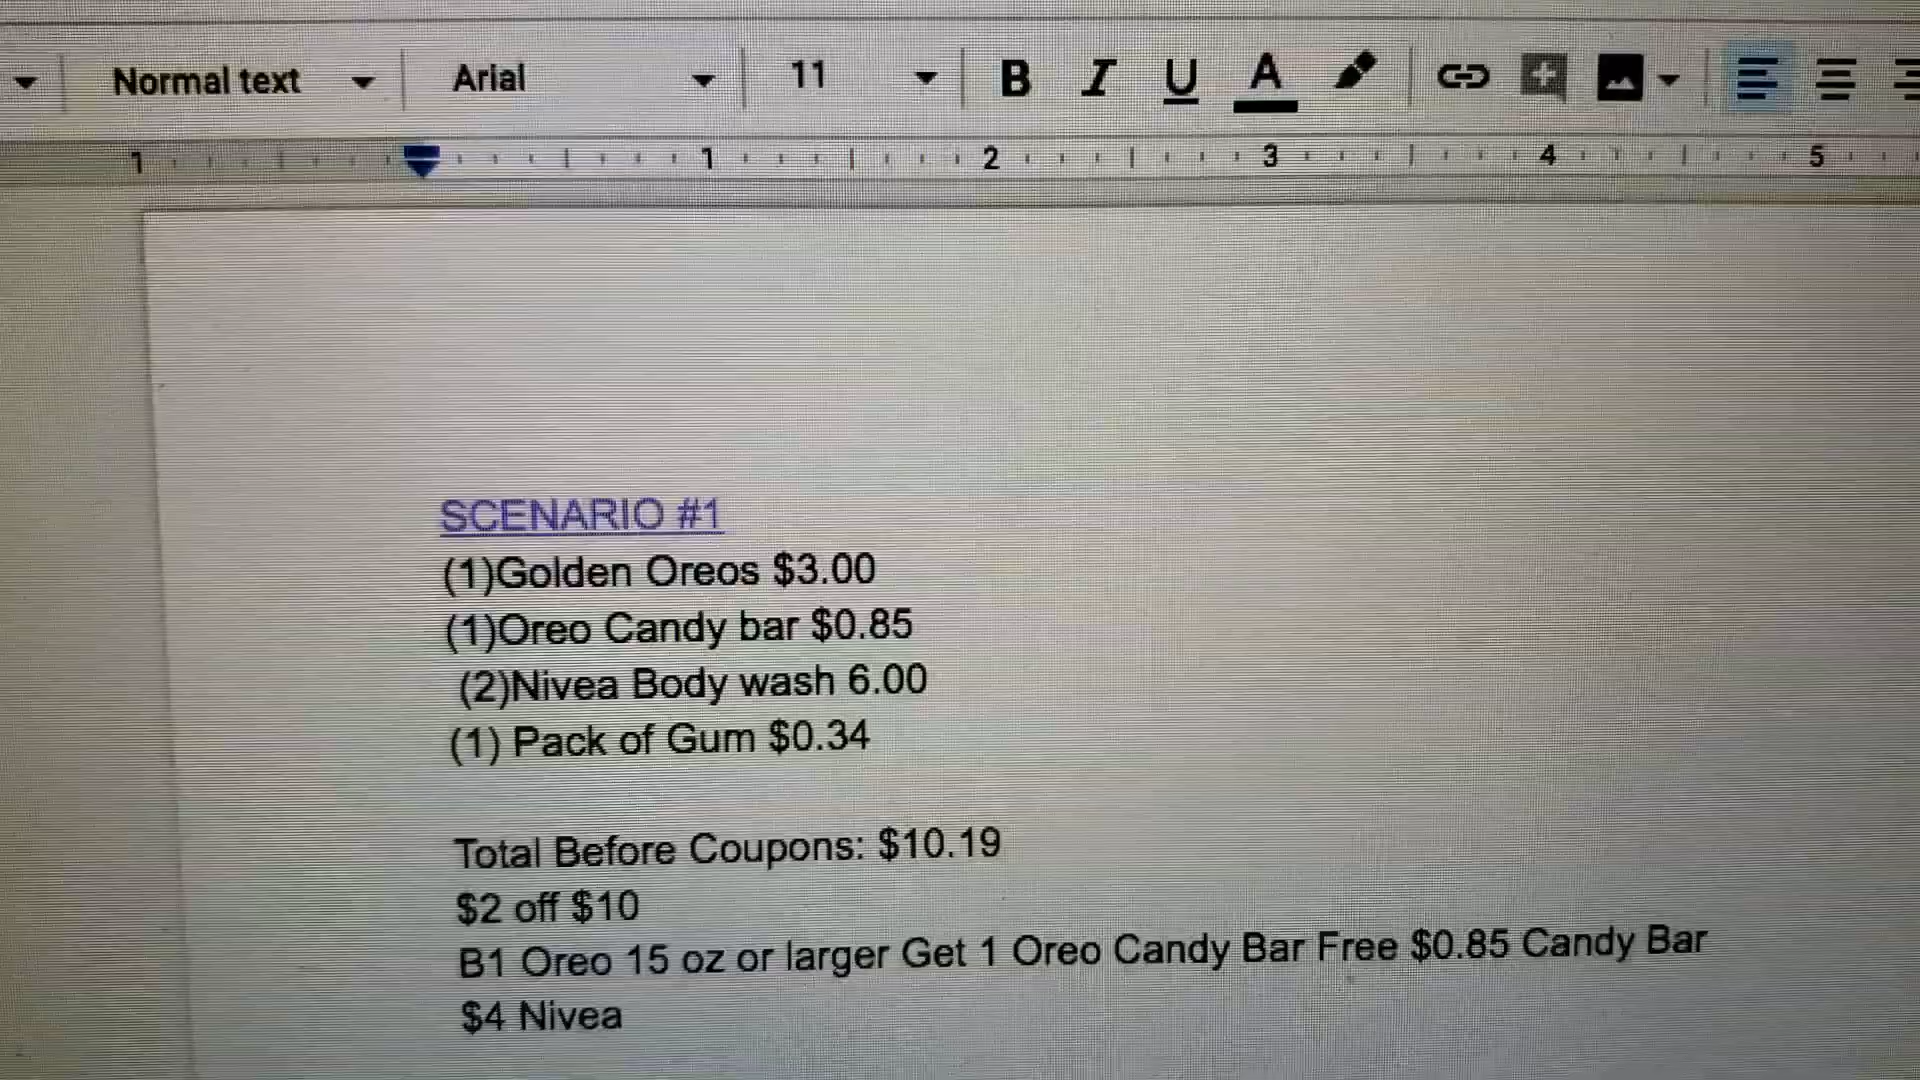 Normal text Arial 11 B I U A
1 1 2 3 4 5
SCENARIO #1
(1)Golden Oreos $3.00
(1)Oreo Candy bar $0.85
(2)Nivea Body wash 6.00
(1) Pack of Gum $0.34
Total Before Coupons: $10.19
$2 off $10
B1 Oreo 15 oz or larger Get 1 Oreo Candy Bar Free $0.85 Candy Bar
$4 Nivea